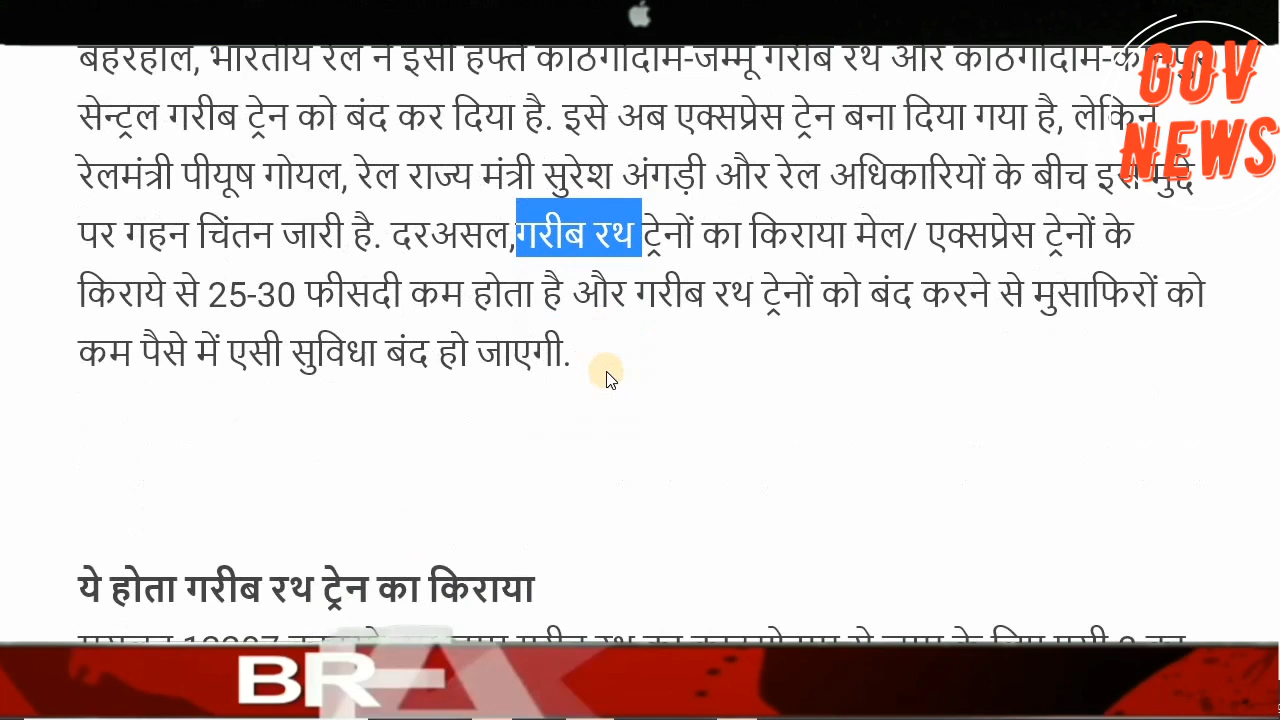 बहरहाल, भारतीय रेल ने इसी हफ्ते काठगोदाम-जम्मू गरीब रथ और काठगोदाम-कानपुर
सेन्ट्रल गरीब ट्रेन को बंद कर दिया है. इसे अब एक्सप्रेस ट्रेन बना दिया गया है, लेकिन
रेलमंत्री पीयूष गोयल, रेल राज्य मंत्री सुरेश अंगड़ी और रेल अधिकारियों के बीच इस मुद्दे
पर गहन चिंतन जारी है. दरअसल,गरीब रथ ट्रेनों का किराया मेल/ एक्सप्रेस ट्रेनों के
किराये से 25-30 फीसदी कम होता है और गरीब रथ ट्रेनों को बंद करने से मुसाफिरों को
कम पैसे में एसी सुविधा बंद हो जाएगी.
ये होता गरीब रथ ट्रेन का किराया
GOV
NEWS